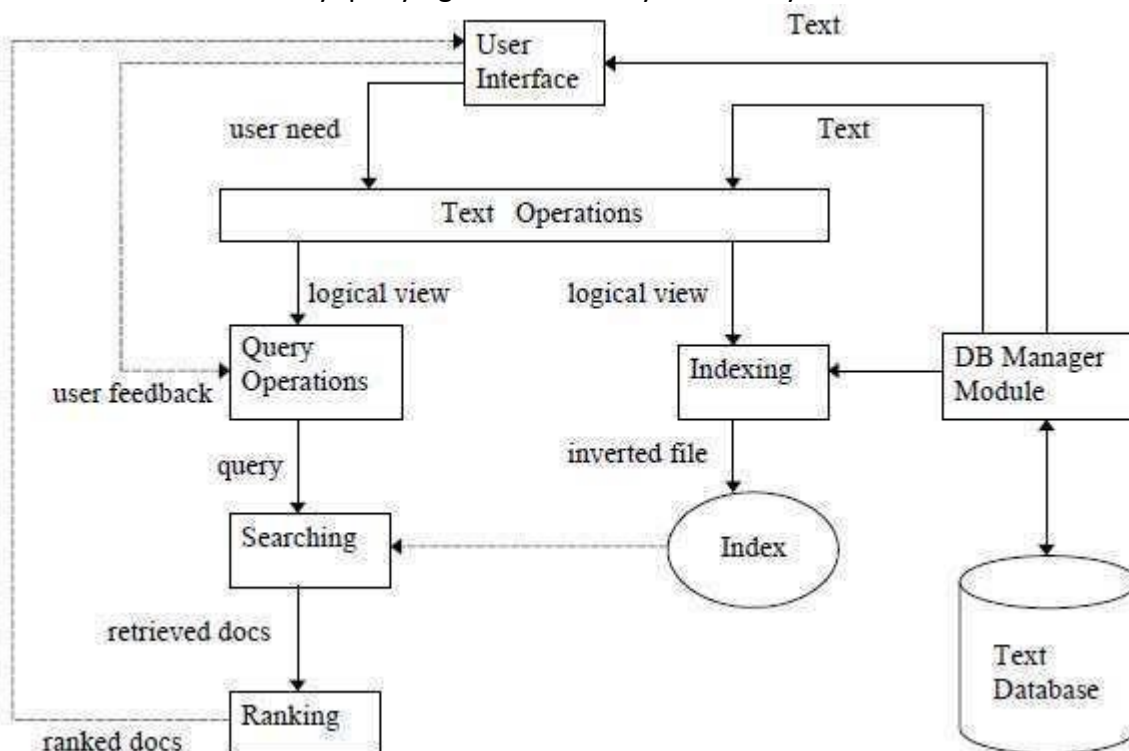 Text
User
Interface
user need
Text
Text Operations
logical view
logical view
Query
Operations
Indexing
DB Manager
Module
user feedback
inverted file
query
Searching
Index
retrieved docs
Text
Database
Ranking
ranked docs